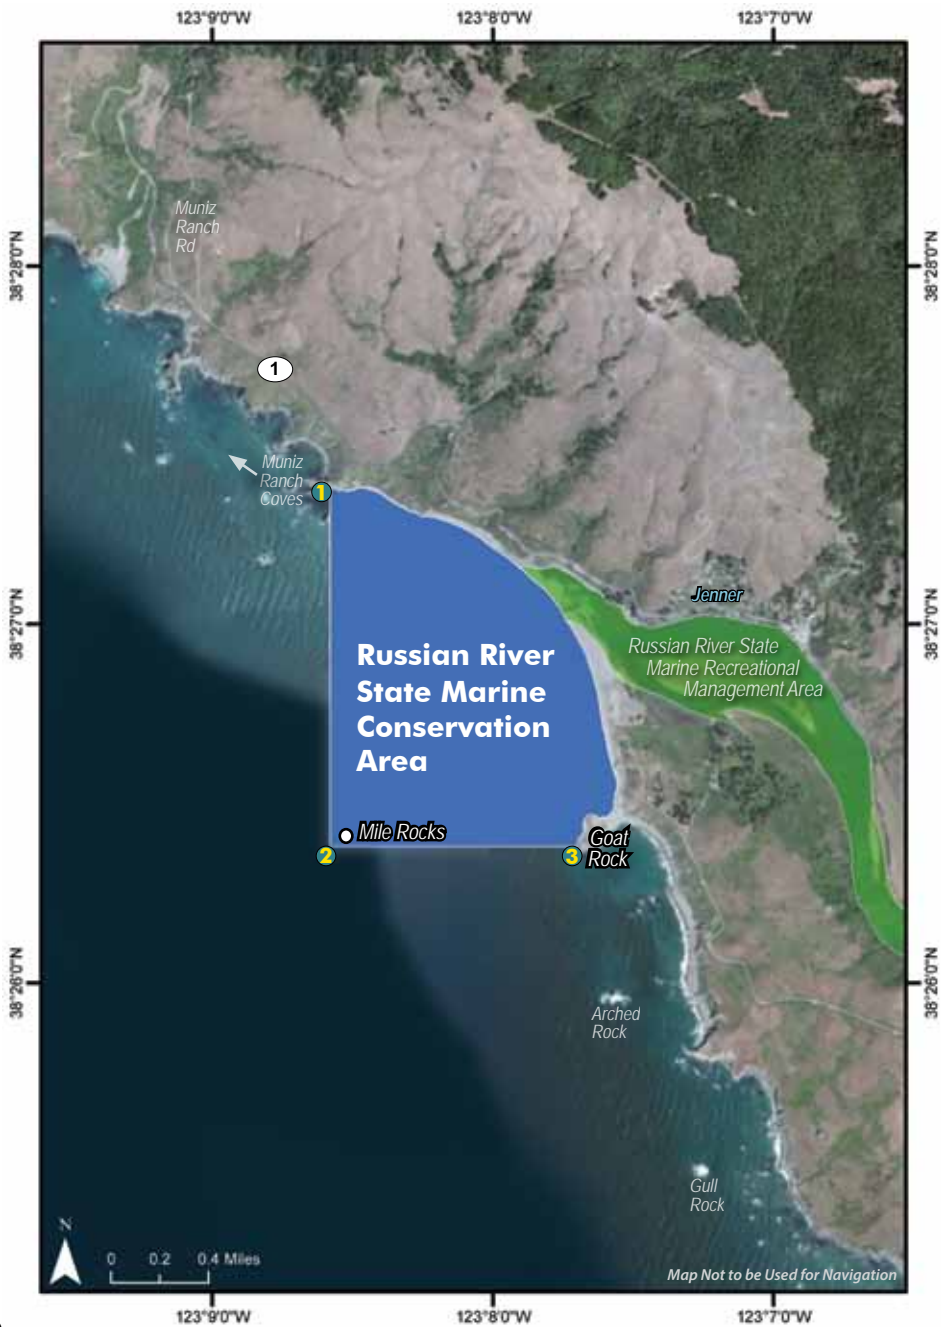 123°9'0"W
123°8'0"W
123°7'0"W
38°28'0"N
38°28'0"N
Muniz
Ranch
Rd
1
Muniz
Ranch
Coves
1
Jenner
38°27'0"N
38°27'0"N
Russian River State
Marine Recreational
Management Area
Russian River
State Marine
Conservation
Area
Mile Rocks
2
3
Goat
Rock
38°26'0"N
38°26'0"N
Arched
Rock
Gull
Rock
N
0 0.2 0.4 Miles
Map Not to be Used for Navigation
123°9'0"W
123°8'0"W
123°7'0"W